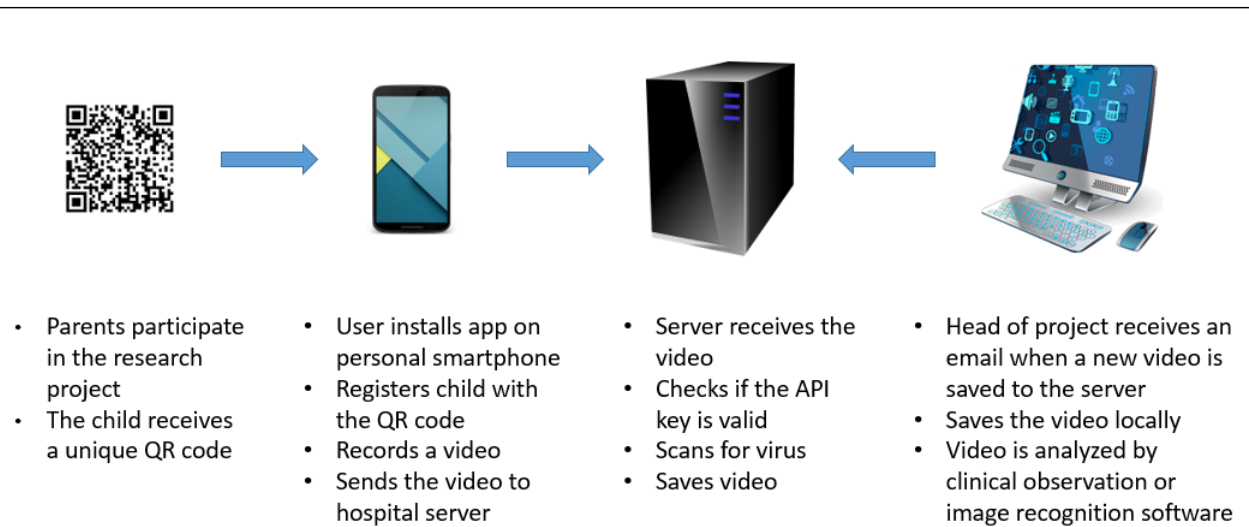 • Parents participate
in the research
project
• The child receives
a unique QR code
• User installs app on
personal smartphone
• Registers child with
the QR code
• Records a video
• Sends the video to
hospital server
• Server receives the
video
• Checks if the API
key is valid
• Scans for virus
• Saves video
• Head of project receives an
email when a new video is
saved to the server
• Saves the video locally
• Video is analyzed by
clinical observation or
image recognition software